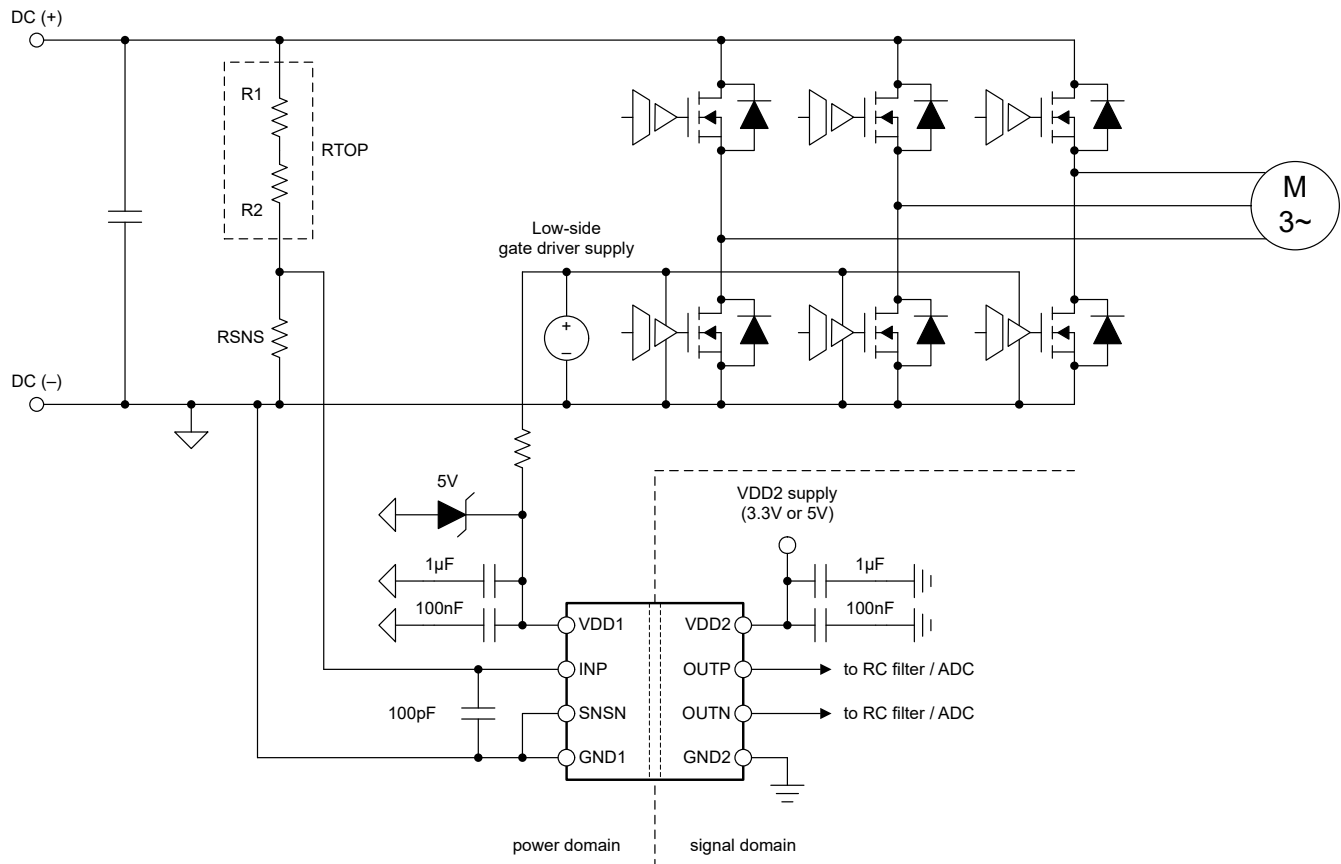 DC (+)
R1
RTOP
R2
M
3~
Low-side
gate driver supply
+
–
RSNS
DC (–)
5V
VDD2 supply
(3.3V or 5V)
1µF
1µF
100nF
100nF
VDD1
VDD2
INP
OUTP
to RC filter / ADC
100pF
SNSN
OUTN
to RC filter / ADC
GND1
GND2
power domain
signal domain